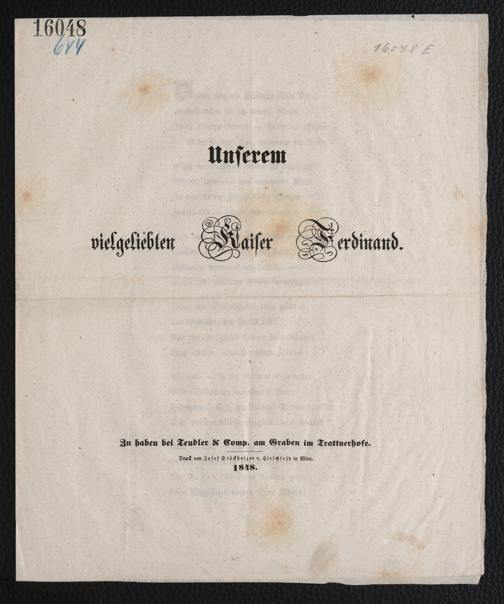 16048
644
16048 E
Unserem
vielgeliebten Kaiser Ferdinand.
Zu haben bei Tendler & Comp. am Graben im Trattnerhofe.
Druck von Josef Stöckholzer v. Hirschfeld in Wien.
1848.